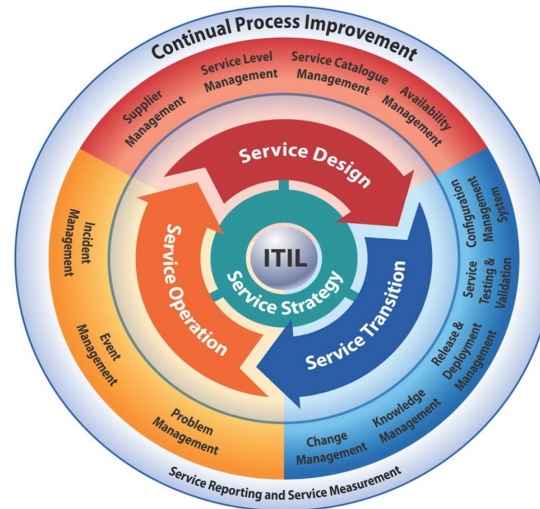 Continual Process Improvement
Supplier
Management
Service Level
Management
Service Catalogue
Management
Availability
Management
System
Configuration
Management
Service
Testing &
Validation
Release &
Deployment
Management
Knowledge
Management
Change
Management
Problem
Management
Event
Management
Incident
Management
Service Design
Service Transition
Service Operation
Service Strategy
ITIL
Service Reporting and Service Measurement